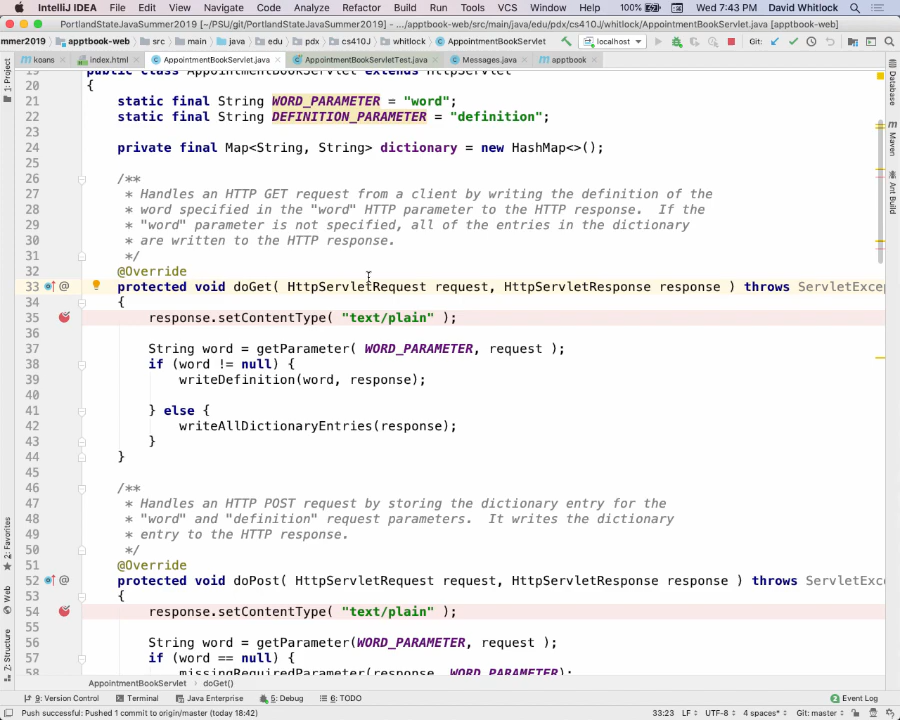 IntelliJ IDEA File Edit View Navigate Code Analyze Refactor Build Run Tools VCS Window Help 100% Wed 7:43 PM David Whitlock
PortlandStateJavaSummer2019 [~/PSU/git/PortlandStateJavaSummer2019] - .../apptbook-web/src/main/java/edu/pdx/cs410J/whitlock/AppointmentBookServlet.java [apptbook-web]
mmer2019 apptbook-web src main java edu pdx cs410J whitlock AppointmentBookServlet localhost Git:
koans index.html AppointmentBookServlet.java AppointmentBookServletTest.java Messages.java apptbook
19 public class AppointmentBookServlet extends HttpServlet
20 {
21 static final String WORD_PARAMETER = "word";
22 static final String DEFINITION_PARAMETER = "definition";
23
24 private final Map<String, String> dictionary = new HashMap<>();
25
26 /**
27 * Handles an HTTP GET request from a client by writing the definition of the
28 * word specified in the "word" HTTP parameter to the HTTP response.  If the
29 * "word" parameter is not specified, all of the entries in the dictionary
30 * are written to the HTTP response.
31 */
32 @Override
33 protected void doGet( HttpServletRequest request, HttpServletResponse response ) throws ServletExcep
34 {
35 response.setContentType( "text/plain" );
36
37 String word = getParameter( WORD_PARAMETER, request );
38 if (word != null) {
39 writeDefinition(word, response);
40
41 } else {
42 writeAllDictionaryEntries(response);
43 }
44 }
45
46 /**
47 * Handles an HTTP POST request by storing the dictionary entry for the
48 * "word" and "definition" request parameters.  It writes the dictionary
49 * entry to the HTTP response.
50 */
51 @Override
52 protected void doPost( HttpServletRequest request, HttpServletResponse response ) throws ServletExc
53 {
54 response.setContentType( "text/plain" );
55
56 String word = getParameter(WORD_PARAMETER, request );
57 if (word == null) {
58 missingRequiredParameter(response, WORD_PARAMETER);
AppointmentBookServlet doGet()
9: Version Control Terminal Java Enterprise 5: Debug 6: TODO Event Log
Push successful: Pushed 1 commit to origin/master (today 18:42) 33:23 LF UTF-8 4 spaces* Git: master
1: Project
2: Favorites
Web
7: Structure
Database
Maven
Ant Build